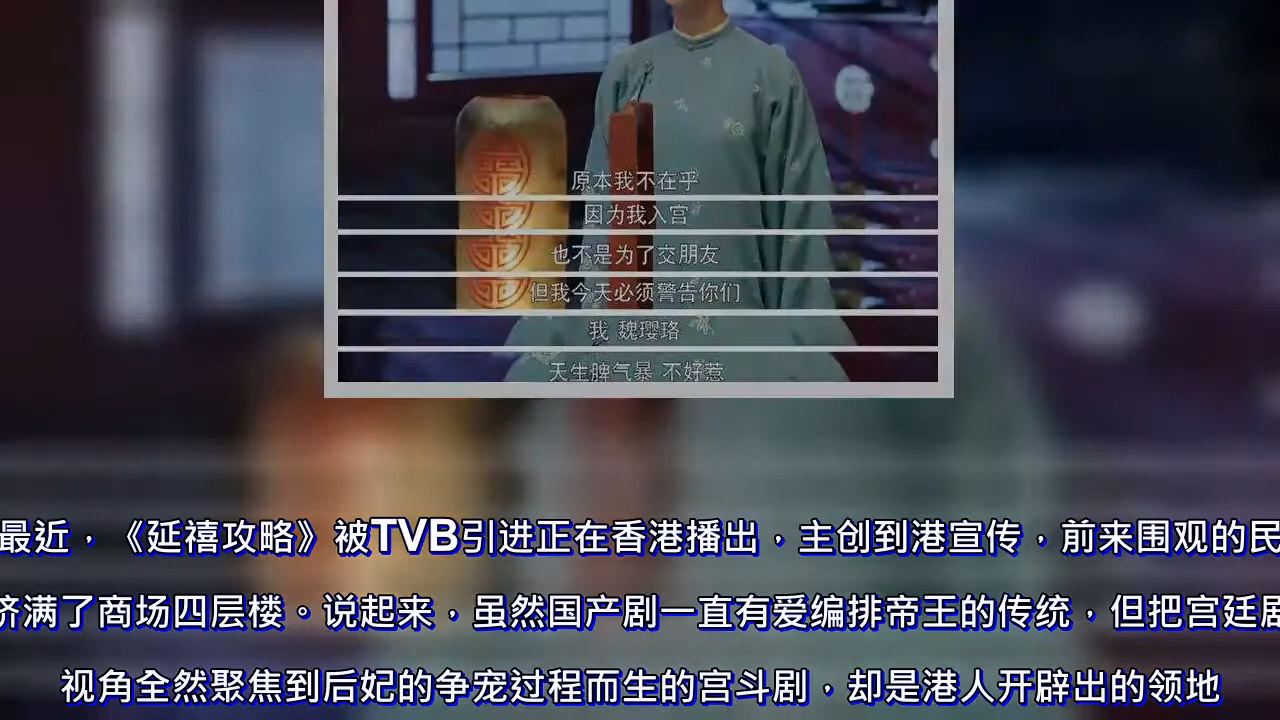 原本我不在乎
因为我入宫
也不是为了交朋友
但我今天必须警告你们
我 魏璎珞
天生脾气暴 不好惹
最近，《延禧攻略》被TVB引进正在香港播出，主创到港宣传，前来围观的民
挤满了商场四层楼。说起来，虽然国产剧一直有爱编排帝王的传统，但把宫廷剧
视角全然聚焦到后妃的争宠过程而生的宫斗剧，却是港人开辟出的领地